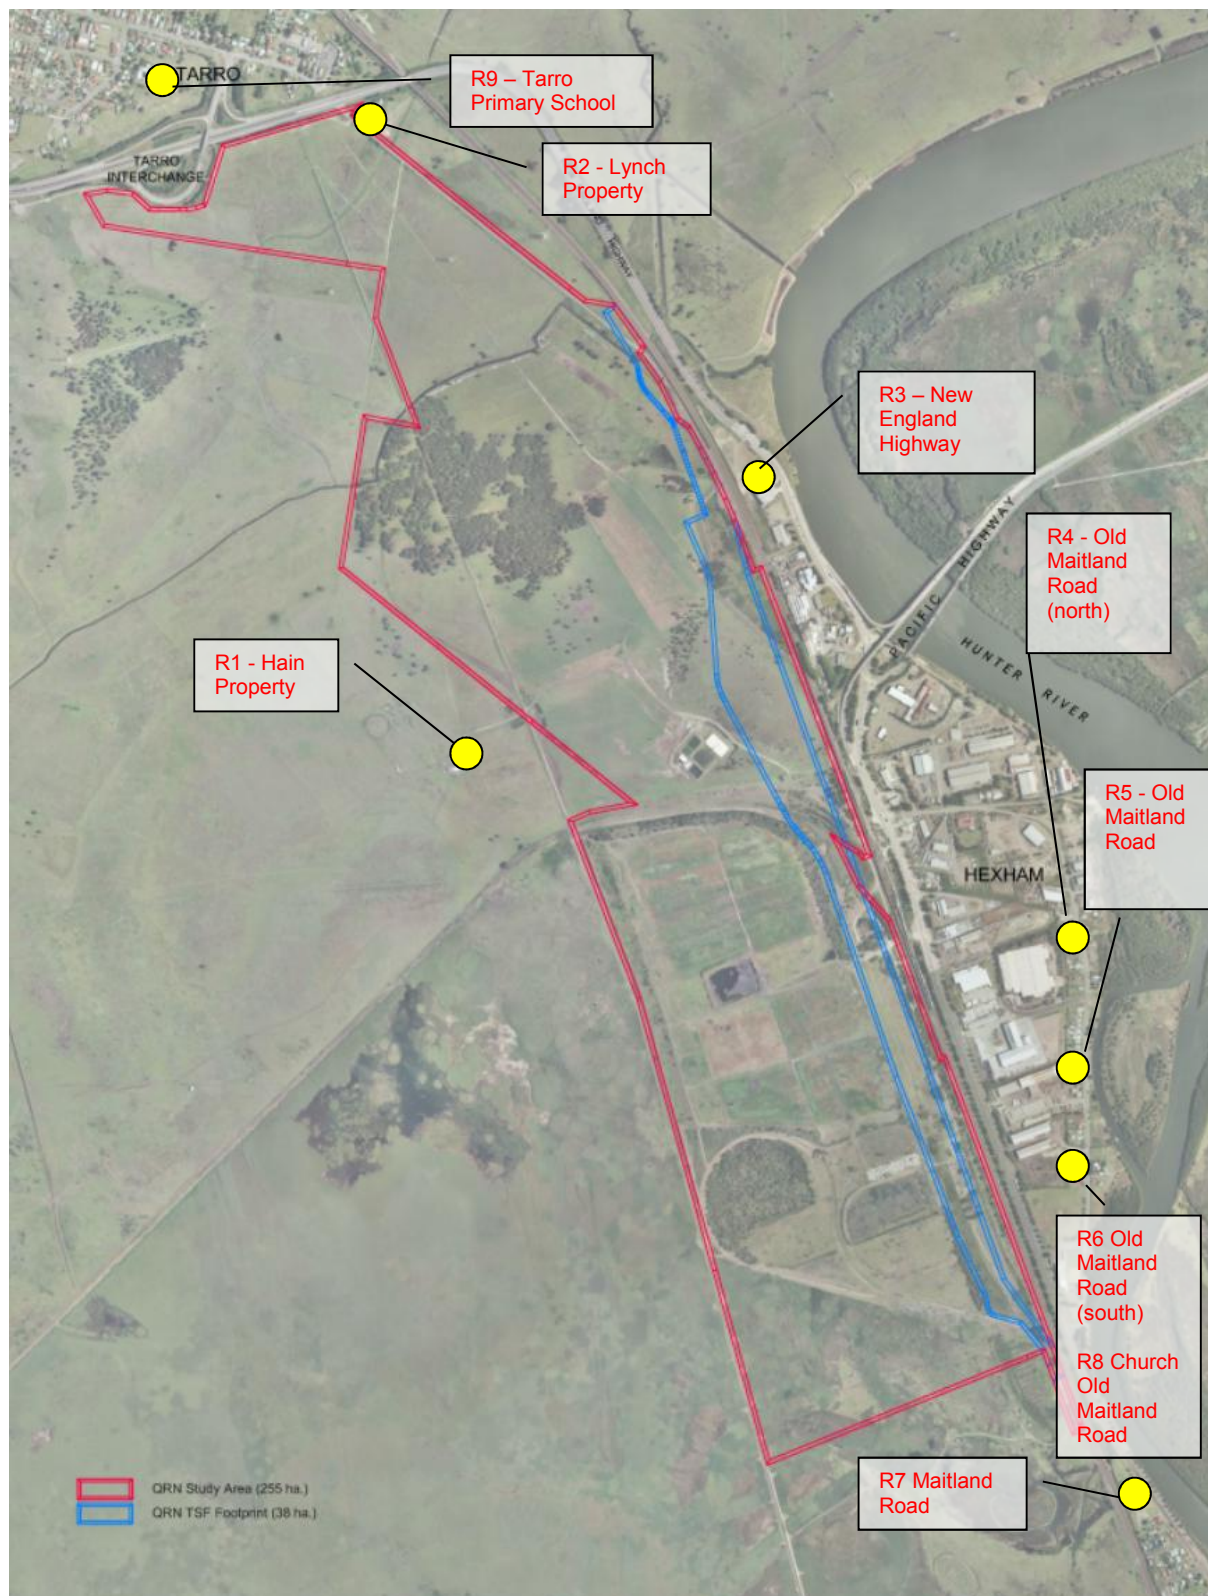 TARRO
R9 – Tarro
Primary School
R2 - Lynch
Property
TARRO
INTERCHANGE
HIGHWAY
R3 – New
England
Highway
R4 - Old
Maitland
Road
(north)
PACIFIC HIGHWAY
HUNTER RIVER
R1 - Hain
Property
R5 - Old
Maitland
Road
HEXHAM
R6 Old
Maitland
Road
(south)
R8 Church
Old
Maitland
Road
R7 Maitland
Road
QRN Study Area (255 ha.)
QRN TSF Footprint (38 ha.)